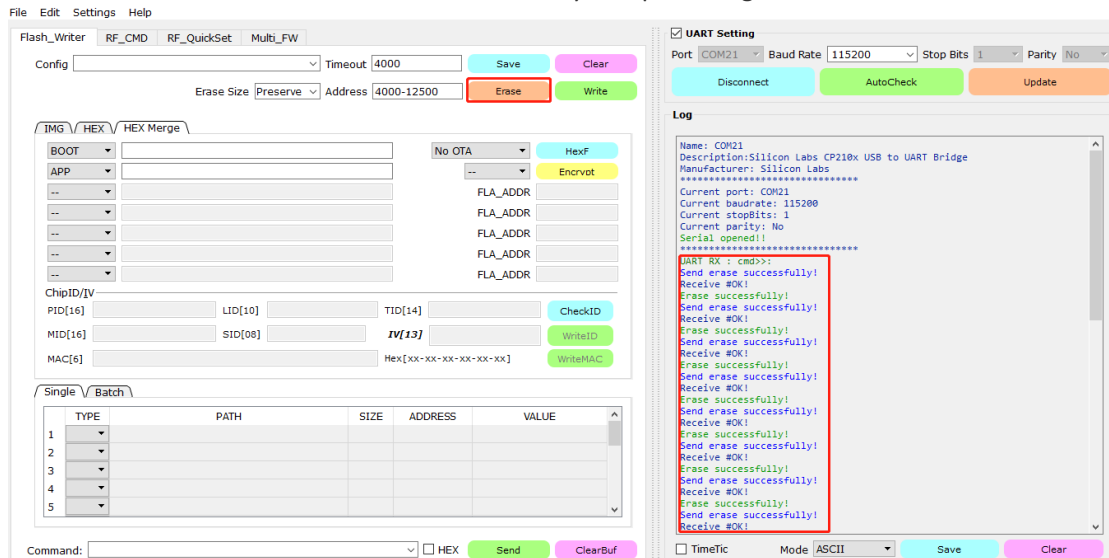 File Edit Settings Help
Flash_Writer RF_CMD RF_QuickSet Multi_FW
Config Timeout 4000 Save Clear
Erase Size Preserve Address 4000-12500 Erase Write
IMG HEX HEX Merge
BOOT No OTA HexF
APP -- Encrvot
-- FLA_ADDR
-- FLA_ADDR
-- FLA_ADDR
-- FLA_ADDR
-- FLA_ADDR
ChipID/IV
PID[16] LID[10] TID[14] CheckID
MID[16] SID[08] IV[13] WriteID
MAC[6] Hex[xx-xx-xx-xx-xx-xx] WriteMAC
Single Batch
TYPE PATH SIZE ADDRESS VALUE
1
2
3
4
5
Command: HEX Send ClearBuf
UART Setting
Port COM21 Baud Rate 115200 Stop Bits 1 Parity No
Disconnect AutoCheck Update
Log
Name: COM21
Description:Silicon Labs CP210x USB to UART Bridge
Manufacturer: Silicon Labs
*******************************
Current port: COM21
Current baudrate: 115200
Current stopBits: 1
Current parity: No
Serial opened!!
*******************************
UART RX : cmd>>:
Send erase successfully!
Receive #OK!
Erase successfully!
Send erase successfully!
Receive #OK!
Erase successfully!
Send erase successfully!
Receive #OK!
Erase successfully!
Send erase successfully!
Receive #OK!
Erase successfully!
Send erase successfully!
Receive #OK!
Erase successfully!
Send erase successfully!
Receive #OK!
Erase successfully!
Send erase successfully!
Receive #OK!
Erase successfully!
Send erase successfully!
Receive #OK!
TimeTic Mode ASCII Save Clear